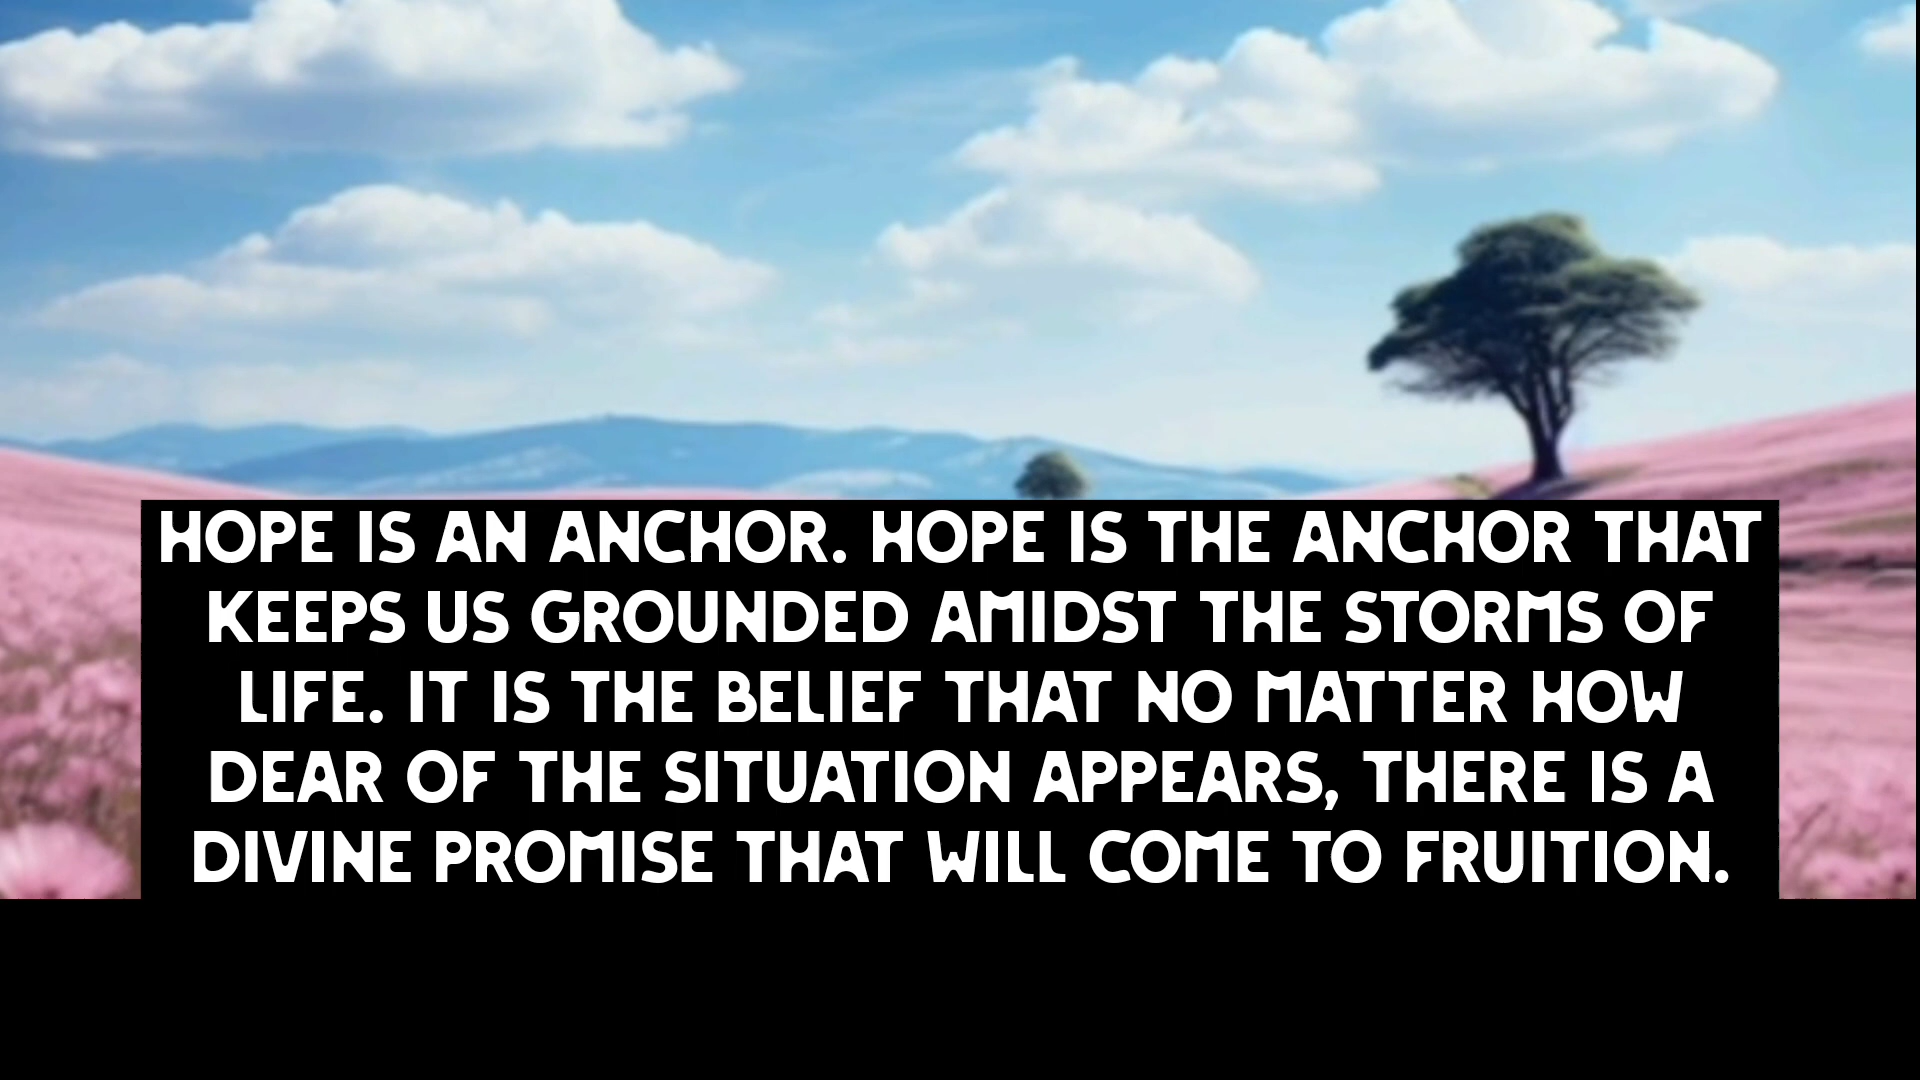 HOPE IS AN ANCHOR. HOPE IS THE ANCHOR THAT
KEEPS US GROUNDED AMIDST THE STORMS OF
LIFE. IT IS THE BELIEF THAT NO MATTER HOW
DEAR OF THE SITUATION APPEARS, THERE IS A
DIVINE PROMISE THAT WILL COME TO FRUITION.